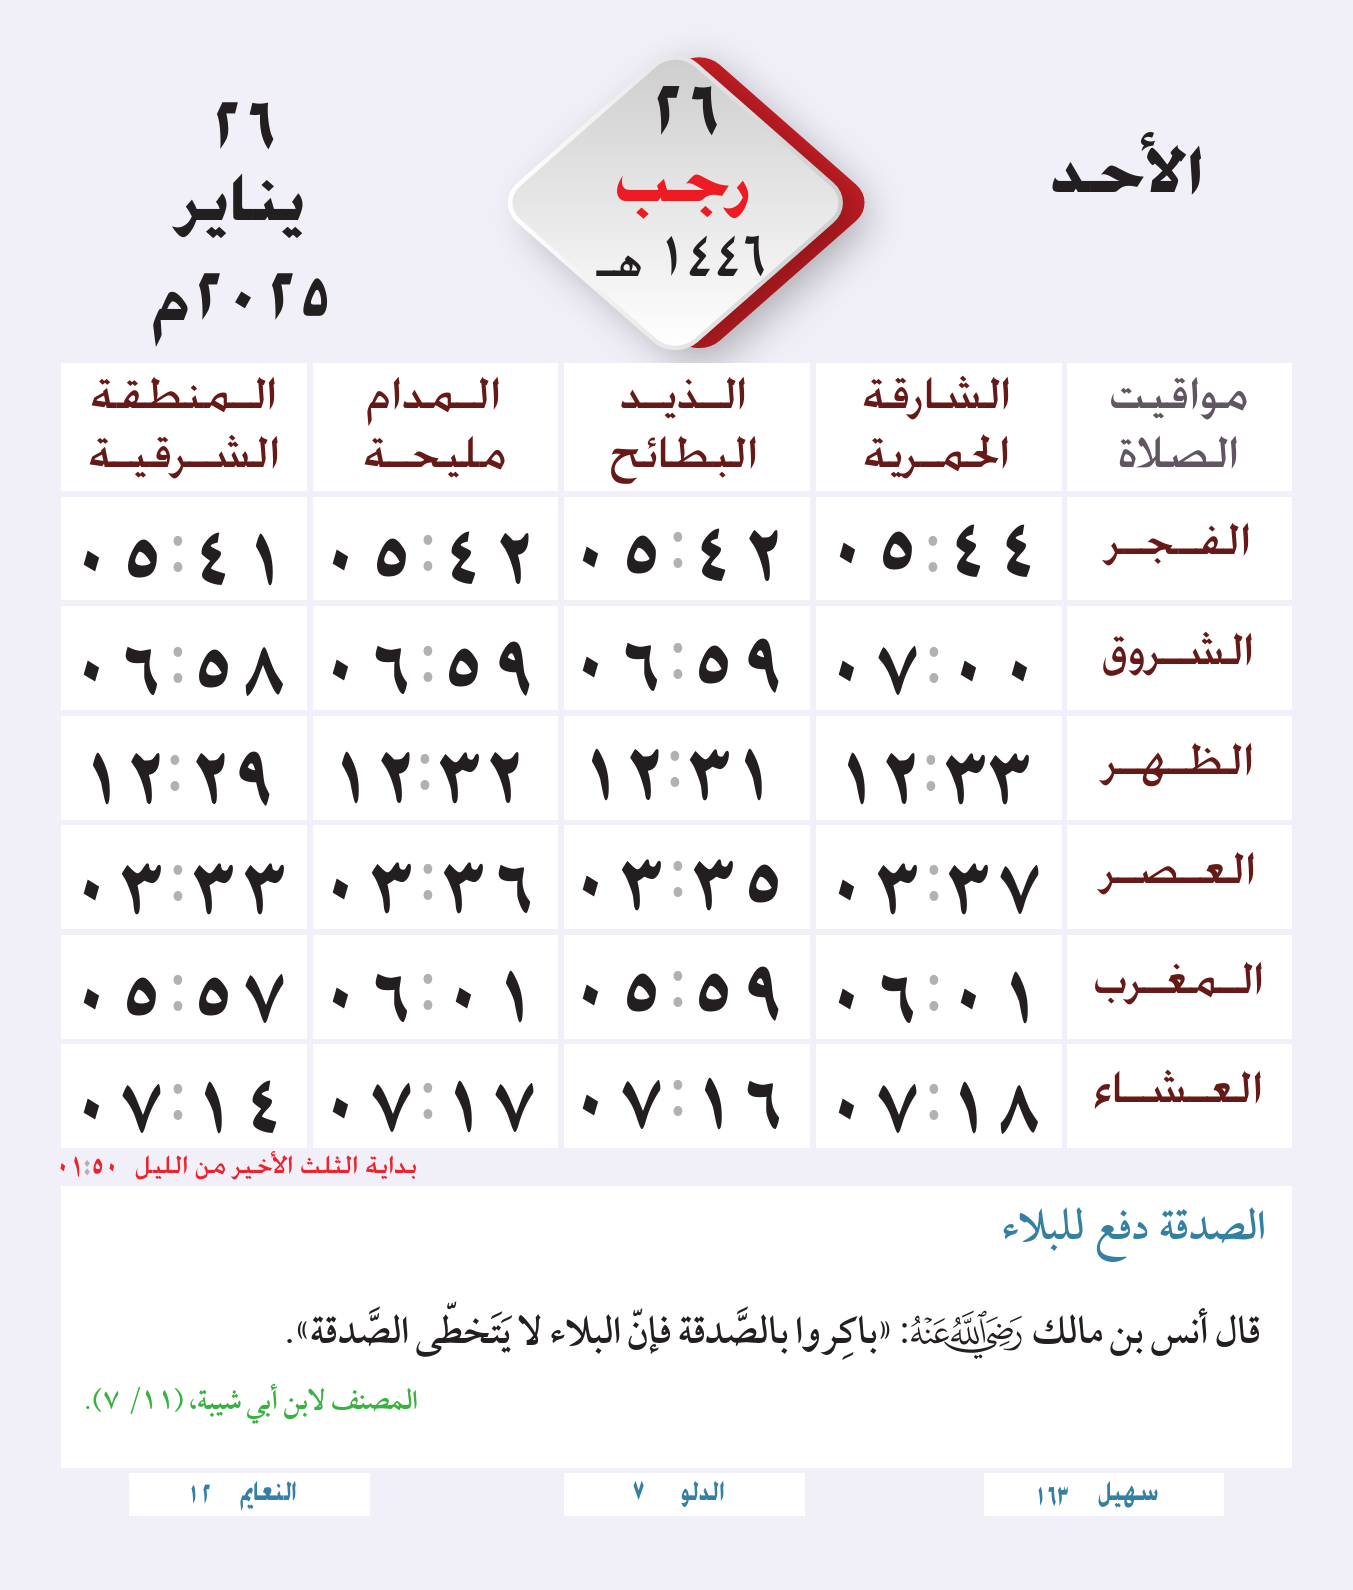 الأحد
٢٦
رجب
١٤٤٦ هـ
٢٦
يناير
٢٠٢٥م
مواقيت الصلاة
الشارقة الحمرية
الذيد البطائح
المدام مليحة
المنطقة الشرقية
الفجر ٠٥:٤٤ ٠٥:٤٢ ٠٥:٤٢ ٠٥:٤١
الشروق ٠٧:٠٠ ٠٦:٥٩ ٠٦:٥٩ ٠٦:٥٨
الظهر ١٢:٣٣ ١٢:٣١ ١٢:٣٢ ١٢:٢٩
العصر ٠٣:٣٧ ٠٣:٣٥ ٠٣:٣٦ ٠٣:٣٣
المغرب ٠٦:٠١ ٠٥:٥٩ ٠٦:٠١ ٠٥:٥٧
العشاء ٠٧:١٨ ٠٧:١٦ ٠٧:١٧ ٠٧:١٤
بداية الثلث الأخير من الليل ٠١:٥٠
الصدقة دفع للبلاء
قال أنس بن مالك رَضِيَ ٱللَّهُ عَنْهُ: «باكِروا بالصَّدقة فإنّ البلاء لا يَتَخطّى الصَّدقة».
المصنف لابن أبي شيبة، (١١/ ٧).
سهيل ١٦٣
الدلو ٧
النعايم ١٢